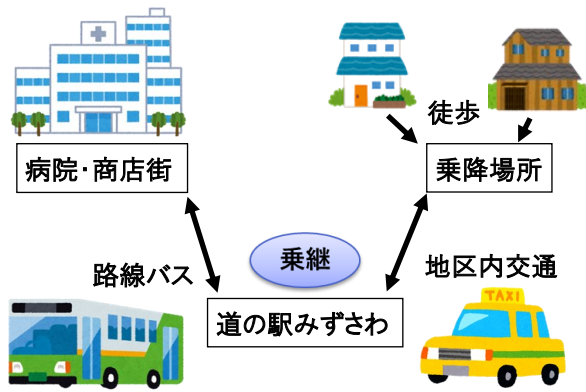 徒歩
病院・商店街
乗降場所
乗継
路線バス
地区内交通
道の駅みずさわ
TAXI